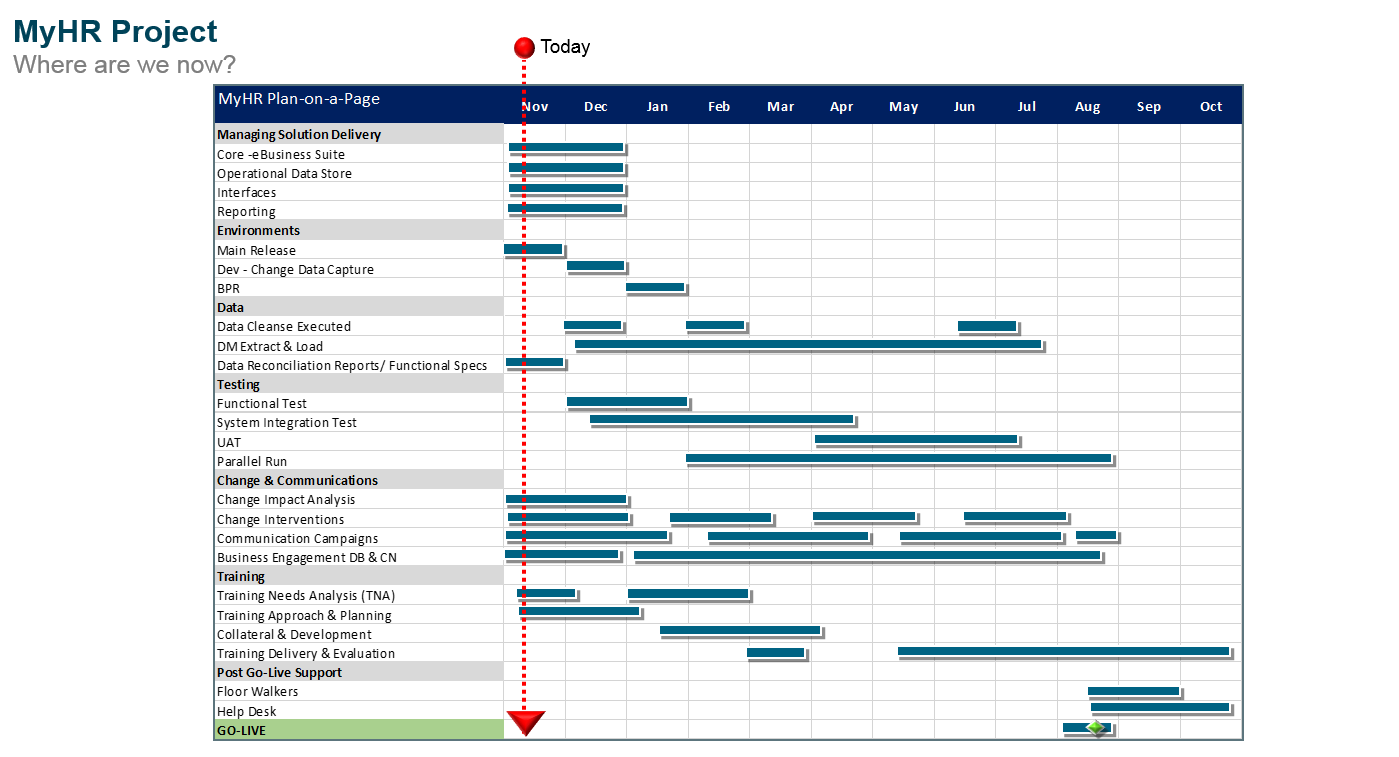 MyHR Project
Where are we now?
Today
MyHR Plan-on-a-Page
Nov Dec Jan Feb Mar Apr May Jun Jul Aug Sep Oct
Managing Solution Delivery
Core -eBusiness Suite
Operational Data Store
Interfaces
Reporting
Environments
Main Release
Dev - Change Data Capture
BPR
Data
Data Cleanse Executed
DM Extract & Load
Data Reconciliation Reports/ Functional Specs
Testing
Functional Test
System Integration Test
UAT
Parallel Run
Change & Communications
Change Impact Analysis
Change Interventions
Communication Campaigns
Business Engagement DB & CN
Training
Training Needs Analysis (TNA)
Training Approach & Planning
Collateral & Development
Training Delivery & Evaluation
Post Go-Live Support
Floor Walkers
Help Desk
GO-LIVE